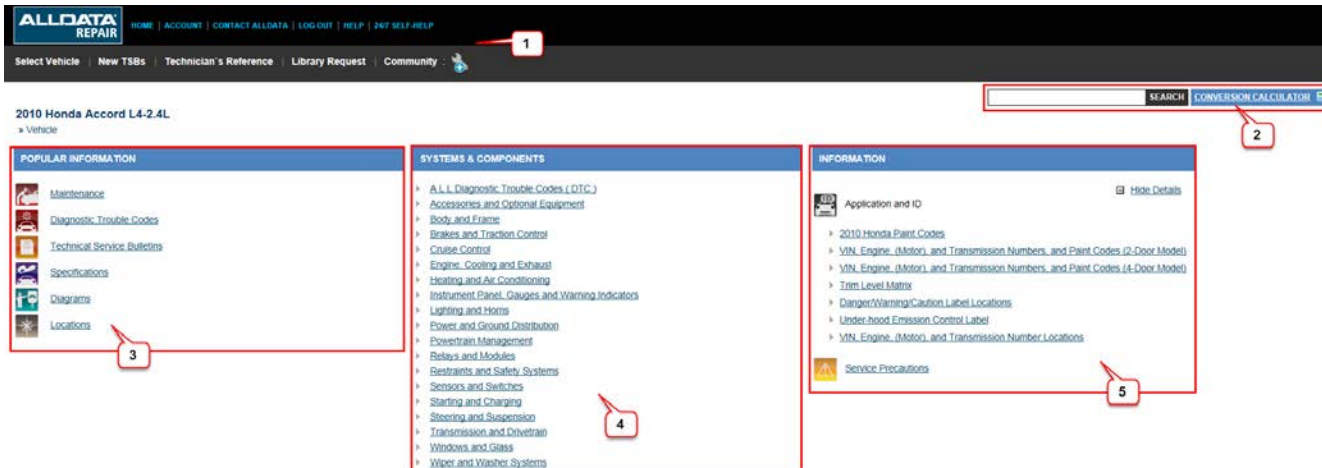 ALLDATA
REPAIR
HOME | ACCOUNT | CONTACT ALLDATA | LOG OUT | HELP | 24/7 SELF-HELP
1
Select Vehicle | New TSBs | Technician's Reference | Library Request | Community :
SEARCH CONVERSION CALCULATOR
2
2010 Honda Accord L4-2.4L
» Vehicle
POPULAR INFORMATION
Maintenance
Diagnostic Trouble Codes
Technical Service Bulletins
Specifications
Diagrams
Locations
3
SYSTEMS & COMPONENTS
A L L Diagnostic Trouble Codes ( DTC )
Accessories and Optional Equipment
Body and Frame
Brakes and Traction Control
Cruise Control
Engine, Cooling and Exhaust
Heating and Air Conditioning
Instrument Panel, Gauges and Warning Indicators
Lighting and Horns
Power and Ground Distribution
Powertrain Management
Relays and Modules
Restraints and Safety Systems
Sensors and Switches
Starting and Charging
Steering and Suspension
Transmission and Drivetrain
Windows and Glass
Wiper and Washer Systems
4
INFORMATION
Hide Details
Application and ID
2010 Honda Paint Codes
VIN, Engine, (Motor), and Transmission Numbers, and Paint Codes (2-Door Model)
VIN, Engine, (Motor), and Transmission Numbers, and Paint Codes (4-Door Model)
Trim Level Matrix
Danger/Warning/Caution Label Locations
Under-hood Emission Control Label
VIN, Engine, (Motor), and Transmission Number Locations
Service Precautions
5